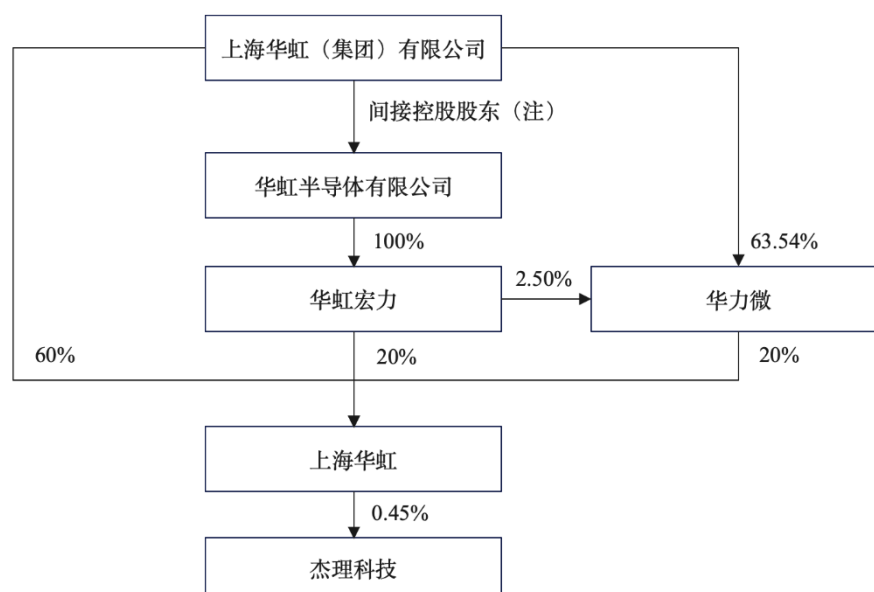 上海华虹（集团）有限公司
间接控股股东（注）
华虹半导体有限公司
100%
63.54%
华虹宏力
2.50%
华力微
60%
20%
20%
上海华虹
0.45%
杰理科技